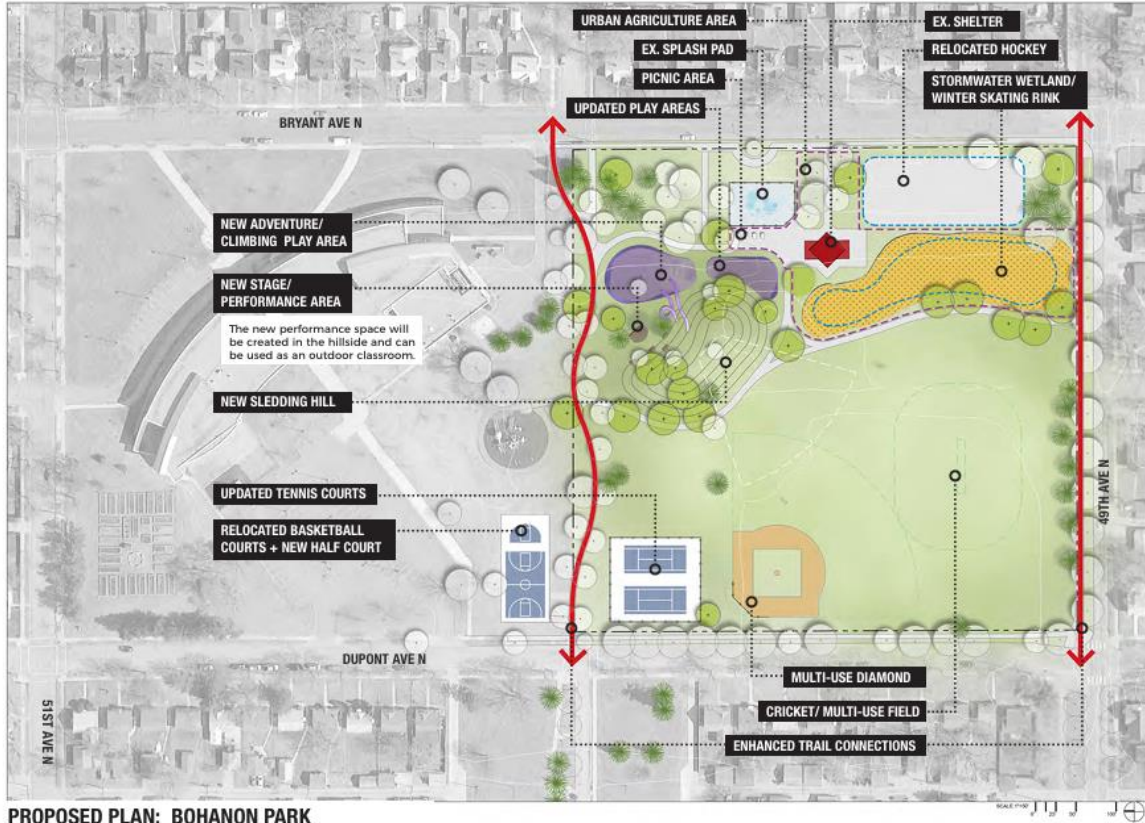 URBAN AGRICULTURE AREA
EX. SPLASH PAD
PICNIC AREA
UPDATED PLAY AREAS
EX. SHELTER
RELOCATED HOCKEY
STORMWATER WETLAND/
WINTER SKATING RINK
BRYANT AVE N
NEW ADVENTURE/
CLIMBING PLAY AREA
NEW STAGE/
PERFORMANCE AREA
The new performance space will
be created in the hillside and can
be used as an outdoor classroom.
NEW SLEDDING HILL
UPDATED TENNIS COURTS
RELOCATED BASKETBALL
COURTS + NEW HALF COURT
49TH AVE N
DUPONT AVE N
51ST AVE N
MULTI-USE DIAMOND
CRICKET/ MULTI-USE FIELD
ENHANCED TRAIL CONNECTIONS
PROPOSED PLAN: BOHANON PARK